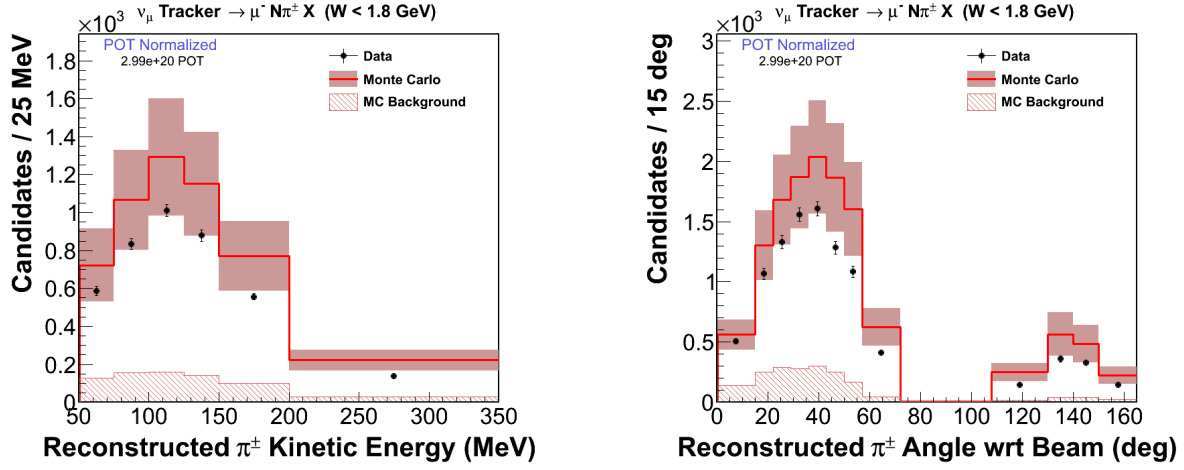 ν_μ Tracker → μ⁻ Nπ± X (W < 1.8 GeV)
×10³
POT Normalized
2.99e+20 POT
Data
Monte Carlo
MC Background
Candidates / 25 MeV
1.8
1.6
1.4
1.2
1
0.8
0.6
0.4
0.2
0
50 100 150 200 250 300 350
Reconstructed π± Kinetic Energy (MeV)
ν_μ Tracker → μ⁻ Nπ± X (W < 1.8 GeV)
×10³
POT Normalized
2.99e+20 POT
Data
Monte Carlo
MC Background
Candidates / 15 deg
3
2.5
2
1.5
1
0.5
0
0 20 40 60 80 100 120 140 160
Reconstructed π± Angle wrt Beam (deg)